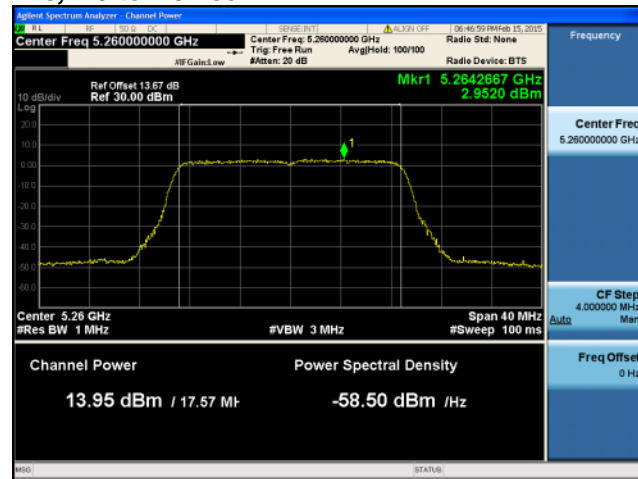 Agilent Spectrum Analyzer - Channel Power
RL RF 50 Ω DC SENSE:INT ALIGN OFF 06:46:59 PM Feb 15, 2015
Center Freq 5.260000000 GHz
Center Freq: 5.260000000 GHz
Radio Std: None
Trig: Free Run Avg|Hold: 100/100
#IFGain:Low #Atten: 20 dB Radio Device: BTS
Frequency
Mkr1 5.2642667 GHz
2.9520 dBm
Ref Offset 13.67 dB
10 dB/div Ref 30.00 dBm
Log
20.0
10.0
0.00
-10.0
-20.0
-30.0
-40.0
-50.0
-60.0
1
Center Freq
5.260000000 GHz
Center 5.26 GHz Span 40 MHz
#Res BW 1 MHz #VBW 3 MHz #Sweep 100 ms
CF Step
4.000000 MHz
Auto Man
Channel Power Power Spectral Density
13.95 dBm / 17.57 MH -58.50 dBm /Hz
Freq Offset
0 Hz
MSG STATUS